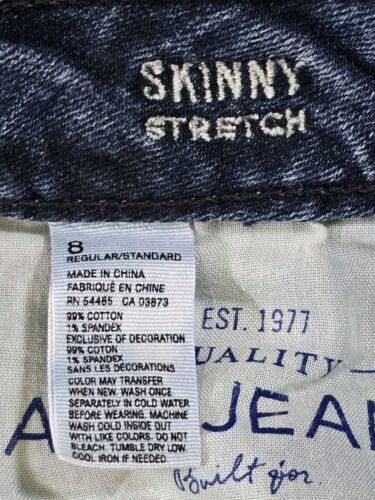 SKINNY
STRETCH
8
REGULAR/STANDARD
MADE IN CHINA
FABRIQUÉ EN CHINE
RN 54485 CA 03873
99% COTTON
1% SPANDEX
EXCLUSIVE OF DECORATION
99% COTON
1% SPANDEX
SANS LES DECORATIONS
COLOR MAY TRANSFER
WHEN NEW. WASH ONCE
SEPARATELY IN COLD WATER
BEFORE WEARING. MACHINE
WASH COLD INSIDE OUT
WITH LIKE COLORS. DO NOT
BLEACH. TUMBLE DRY LOW
COOL IRON IF NEEDED
EST. 1977
UALITY
A JEAN
Built for